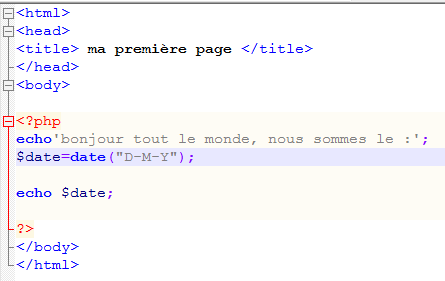 <html>
<head>
<title> ma première page </title>
</head>
<body>
<?php
echo'bonjour tout le monde, nous sommes le :';
$date=date("D-M-Y");
echo $date;
?>
</body>
</html>